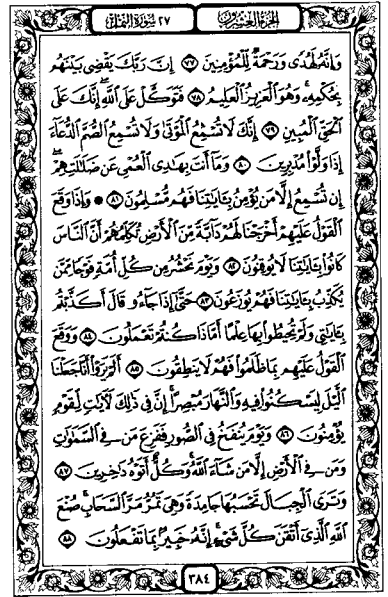 الجزء العشرون
٢٧ سورة النمل
وَإِنَّهُۥ لَهُدًى وَرَحْمَةٌ لِّلْمُؤْمِنِينَ ٧٧ إِنَّ رَبَّكَ يَقْضِى بَيْنَهُم
بِحُكْمِهِۦ ۚ وَهُوَ الْعَزِيزُ الْعَلِيمُ ٧٨ فَتَوَكَّلْ عَلَى اللَّهِ ۖ إِنَّكَ عَلَى
الْحَقِّ الْمُبِينِ ٧٩ إِنَّكَ لَا تُسْمِعُ الْمَوْتَىٰ وَلَا تُسْمِعُ الصُّمَّ الدُّعَآءَ
إِذَا وَلَّوْا۟ مُدْبِرِينَ ٨٠ وَمَآ أَنتَ بِهَـٰدِى الْعُمْىِ عَن ضَلَـٰلَتِهِمْ ۖ
إِن تُسْمِعُ إِلَّا مَن يُؤْمِنُ بِـَٔايَـٰتِنَا فَهُم مُّسْلِمُونَ ٨١ • وَإِذَا وَقَعَ
الْقَوْلُ عَلَيْهِمْ أَخْرَجْنَا لَهُمْ دَآبَّةً مِّنَ الْأَرْضِ تُكَلِّمُهُمْ أَنَّ النَّاسَ
كَانُوا۟ بِـَٔايَـٰتِنَا لَا يُوقِنُونَ ٨٢ وَيَوْمَ نَحْشُرُ مِن كُلِّ أُمَّةٍ فَوْجًا مِّمَّن
يُكَذِّبُ بِـَٔايَـٰتِنَا فَهُمْ يُوزَعُونَ ٨٣ حَتَّىٰٓ إِذَا جَآءُو قَالَ أَكَذَّبْتُم
بِـَٔايَـٰتِى وَلَمْ تُحِيطُوا۟ بِهَا عِلْمًا أَمَّاذَا كُنتُمْ تَعْمَلُونَ ٨٤ وَوَقَعَ
الْقَوْلُ عَلَيْهِم بِمَا ظَلَمُوا۟ فَهُمْ لَا يَنطِقُونَ ٨٥ أَلَمْ يَرَوْا۟ أَنَّا جَعَلْنَا
الَّيْلَ لِيَسْكُنُوا۟ فِيهِ وَالنَّهَارَ مُبْصِرًا ۚ إِنَّ فِى ذَٰلِكَ لَـَٔايَـٰتٍ لِّقَوْمٍ
يُؤْمِنُونَ ٨٦ وَيَوْمَ يُنفَخُ فِى الصُّورِ فَفَزِعَ مَن فِى السَّمَـٰوَٰتِ
وَمَن فِى الْأَرْضِ إِلَّا مَن شَآءَ اللَّهُ ۚ وَكُلٌّ أَتَوْهُ دَٰخِرِينَ ٨٧
وَتَرَى الْجِبَالَ تَحْسَبُهَا جَامِدَةً وَهِىَ تَمُرُّ مَرَّ السَّحَابِ ۚ صُنْعَ
اللَّهِ الَّذِىٓ أَتْقَنَ كُلَّ شَىْءٍ ۚ إِنَّهُۥ خَبِيرٌۢ بِمَا تَفْعَلُونَ ٨٨
٣٨٤